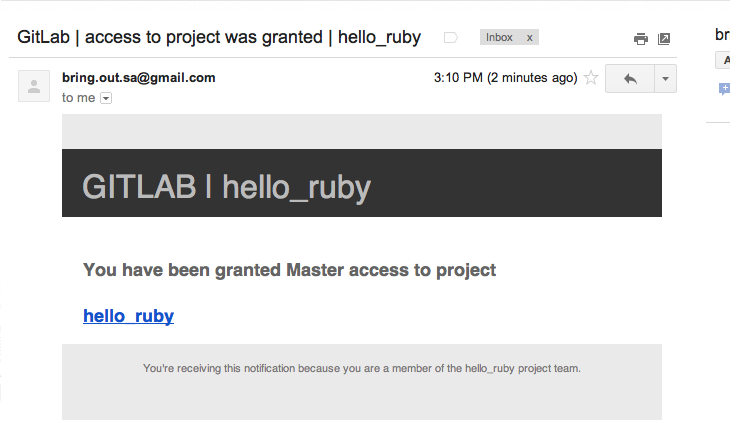 GitLab | access to project was granted | hello_ruby
Inbox x
br
bring.out.sa@gmail.com
3:10 PM (2 minutes ago)
A
to me
GITLAB | hello_ruby
You have been granted Master access to project
hello_ruby
You're receiving this notification because you are a member of the hello_ruby project team.